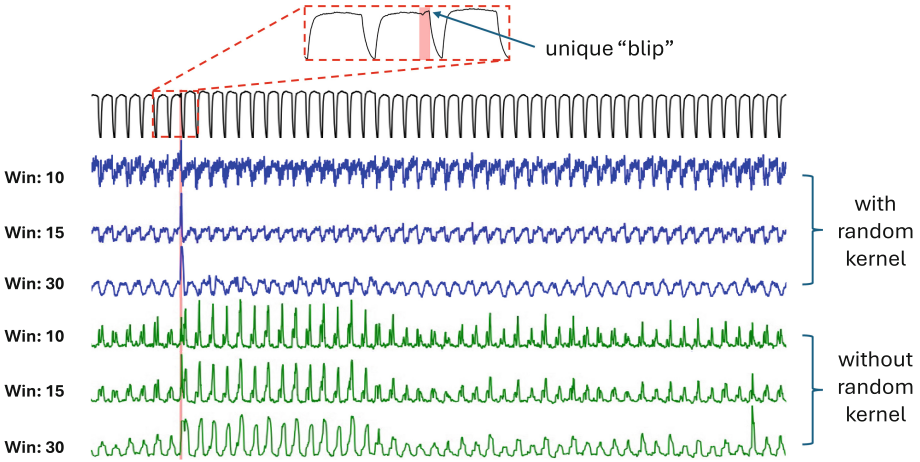 unique “blip”
Win: 10
Win: 15
Win: 30
with
random
kernel
Win: 10
Win: 15
Win: 30
without
random
kernel